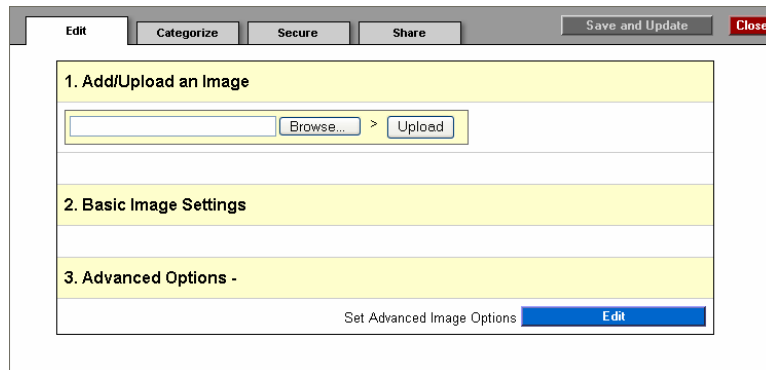 Edit Categorize Secure Share Save and Update Close
1. Add/Upload an Image
Browse... > Upload
2. Basic Image Settings
3. Advanced Options -
Set Advanced Image Options Edit